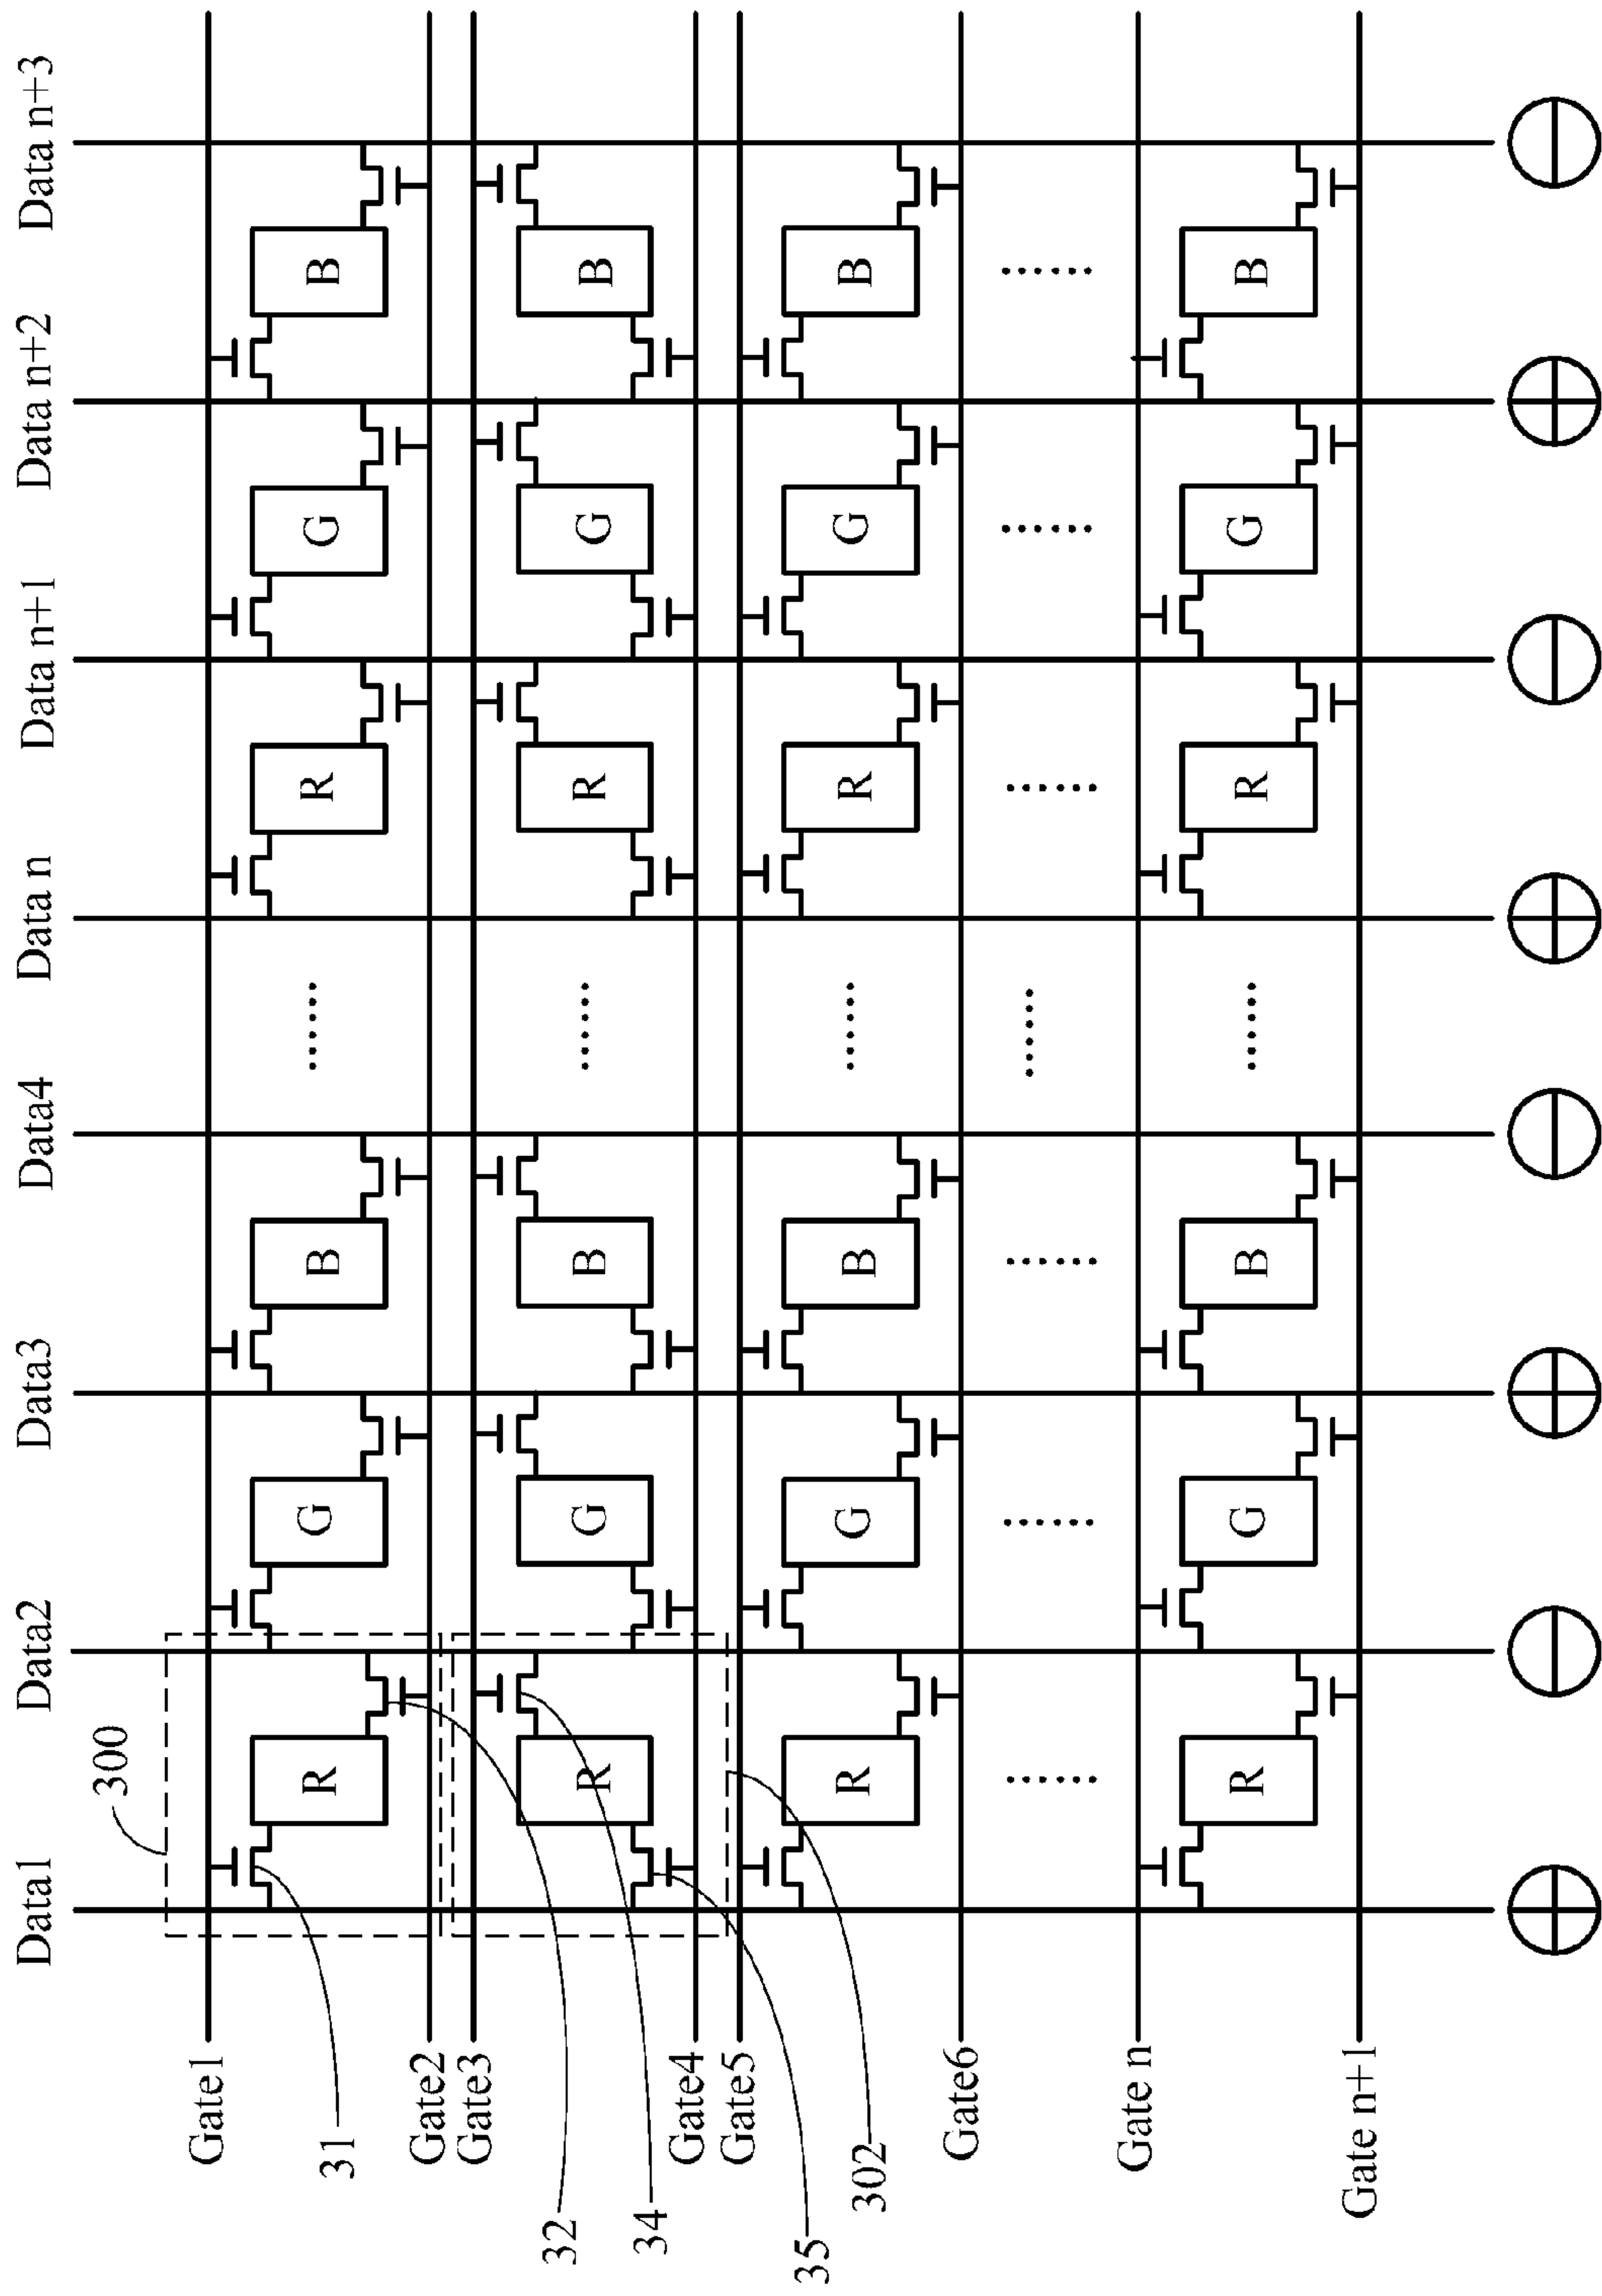 Data1 Data2 Data3 Data4 Data n Data n+1 Data n+2 Data n+3
300
Gate1
R G B ...... R G B
31
Gate2
Gate3
32
R G B ...... R G B
34
Gate4
Gate5
35
R G B ...... R G B
302
Gate6
...... ...... ...... ...... ...... ...... ......
Gate n
R G B ...... R G B
Gate n+1